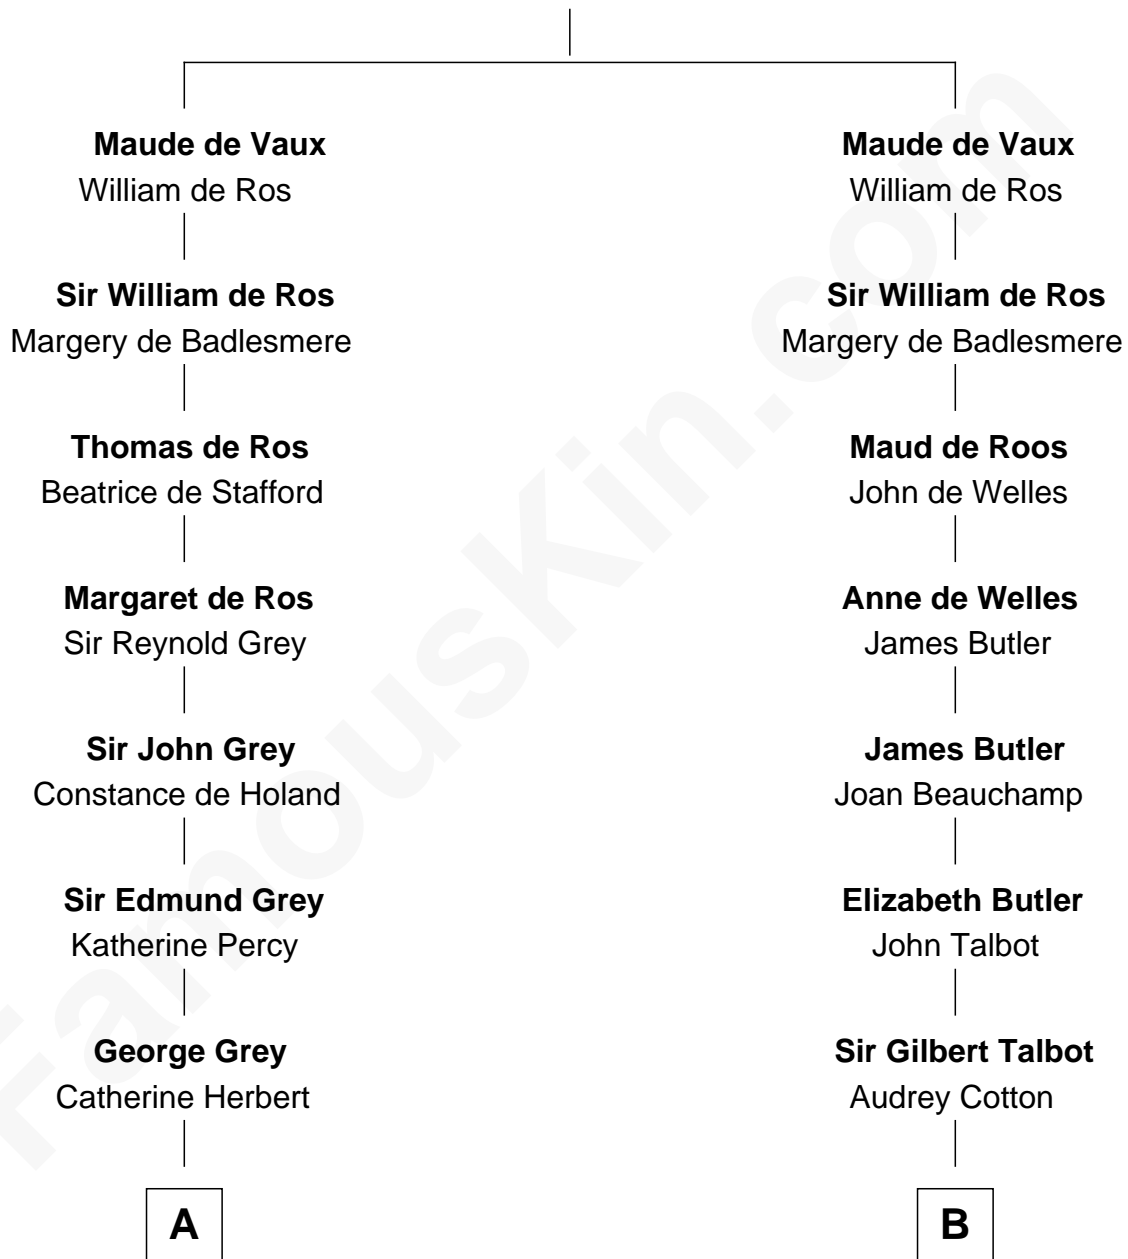 Maude de Vaux
William de Ros
Sir William de Ros
Margery de Badlesmere
Thomas de Ros
Beatrice de Stafford
Margaret de Ros
Sir Reynold Grey
Sir John Grey
Constance de Holand
Sir Edmund Grey
Katherine Percy
George Grey
Catherine Herbert
A
Maude de Vaux
William de Ros
Sir William de Ros
Margery de Badlesmere
Maud de Roos
John de Welles
Anne de Welles
James Butler
James Butler
Joan Beauchamp
Elizabeth Butler
John Talbot
Sir Gilbert Talbot
Audrey Cotton
B
FamousKin.com